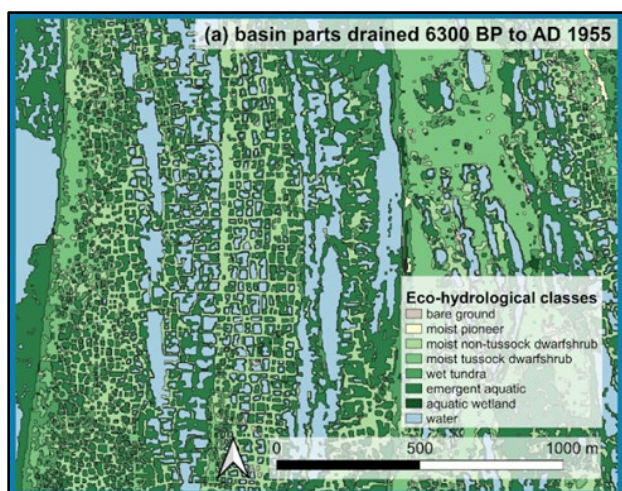 (a) basin parts drained 6300 BP to AD 1955
Eco-hydrological classes
bare ground
moist pioneer
moist non-tussock dwarfshrub
moist tussock dwarfshrub
wet tundra
emergent aquatic
aquatic wetland
water
0 500 1000 m